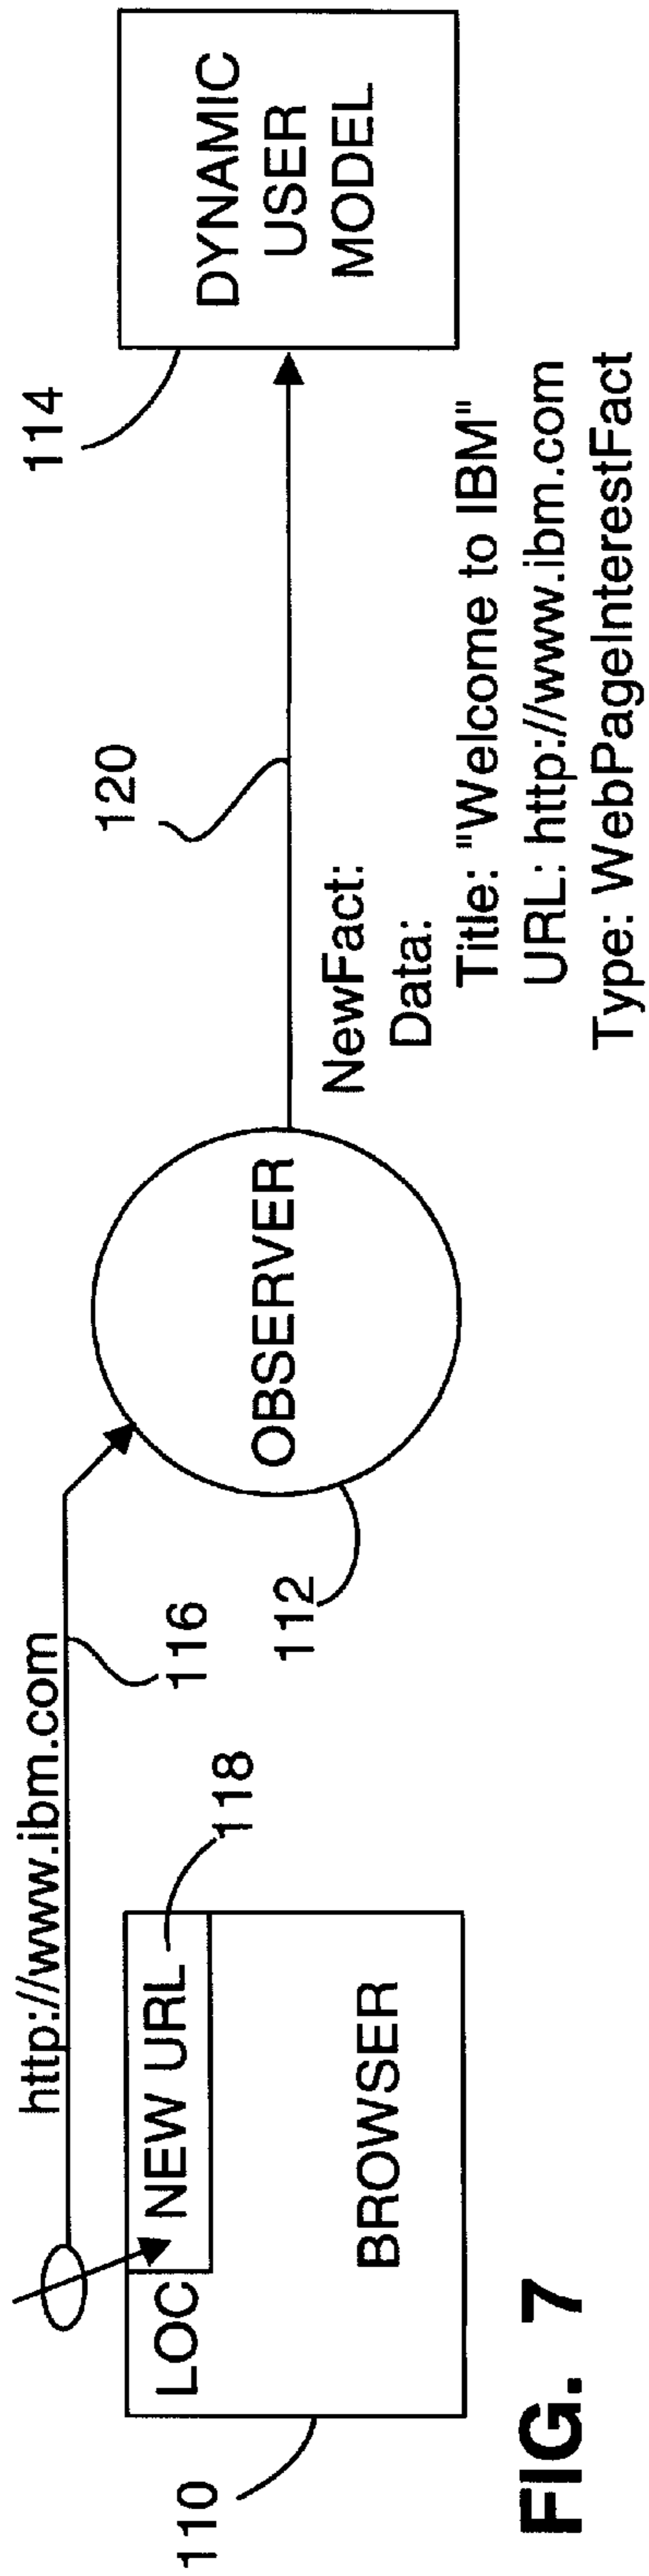 http://www.ibm.com
LOC
NEW URL
118
BROWSER
110
116
OBSERVER
112
120
NewFact:
Data:
Title: "Welcome to IBM"
URL: http://www.ibm.com
Type: WebPageInterestFact
114
DYNAMIC
USER
MODEL
FIG. 7